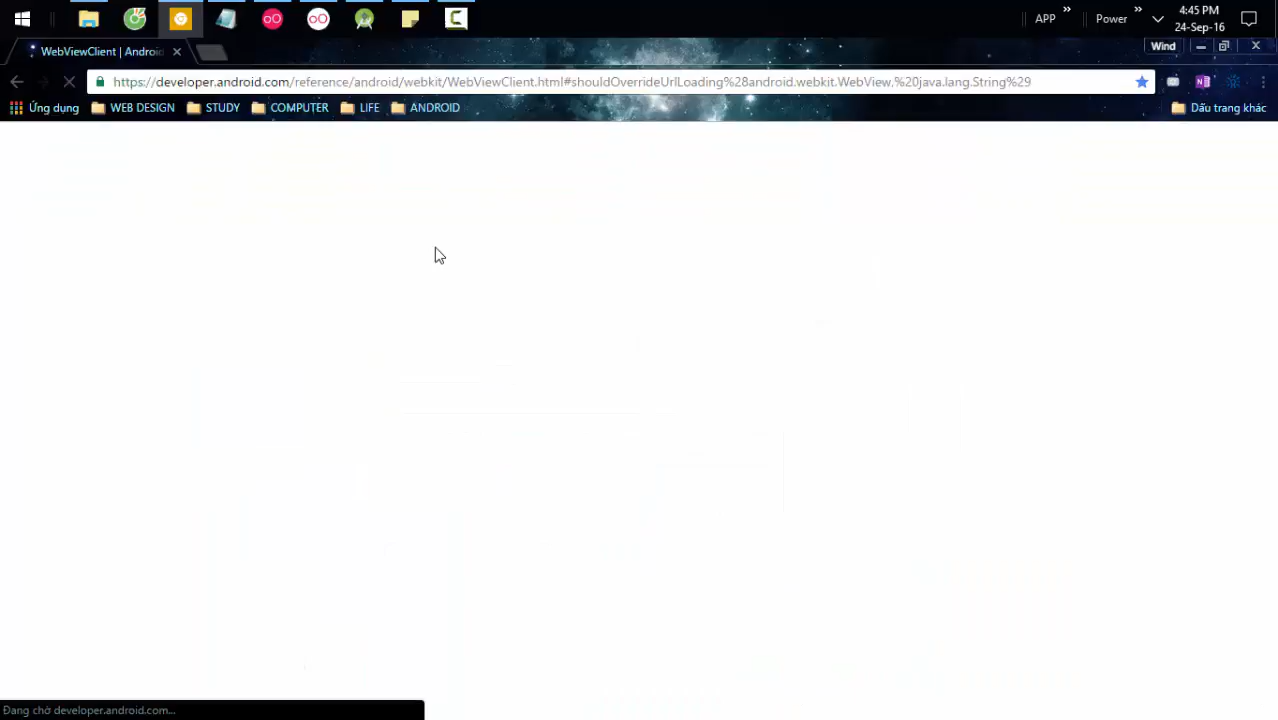 APP
Power
4:45 PM
24-Sep-16
WebViewClient | Android
Wind
https://developer.android.com/reference/android/webkit/WebViewClient.html#shouldOverrideUrlLoading%28android.webkit.WebView,%20java.lang.String%29
Ứng dụng WEB DESIGN STUDY COMPUTER LIFE ANDROID Dấu trang khác
Đang chờ developer.android.com...